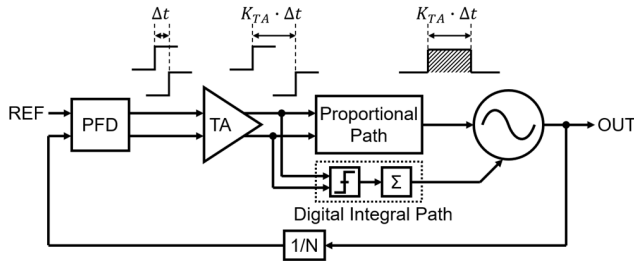 Δt
K_TA · Δt
K_TA · Δt
REF
PFD
TA
Proportional
Path
OUT
Σ
Digital Integral Path
1/N